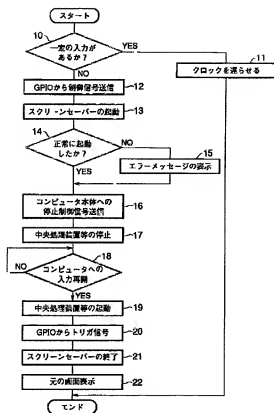 スタート
10
一定の入力が
あるか？
YES
11
クロックを遅らせる
NO
GPIOから制御信号送信
12
スクリーンセーバーの起動
13
14
正常に起動
したか？
NO
15
エラーメッセージの表示
YES
コンピュータ本体への
停止制御信号送信
16
中央処理装置等の停止
17
18
コンピュータへの
入力再開
NO
YES
中央処理装置等の起動
19
GPIOからトリガ信号
20
スクリーンセーバーの終了
21
元の画面表示
22
エンド